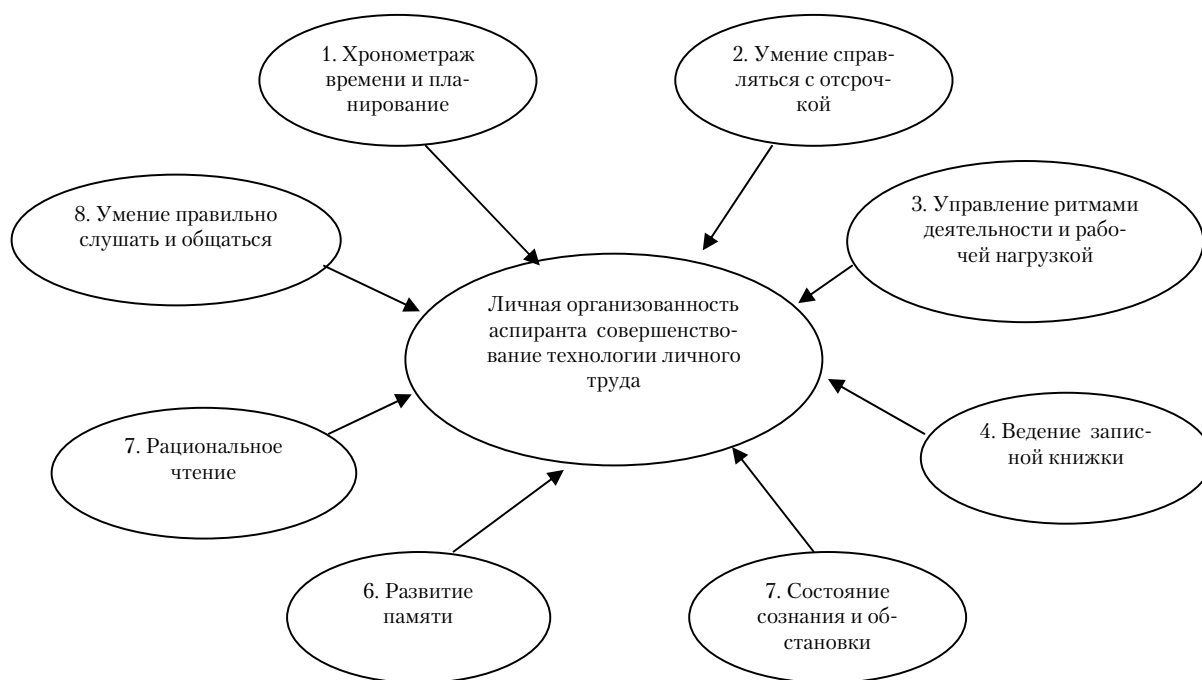 1. Хронометраж
времени и пла-
нирование
2. Умение справ-
ляться с отсроч-
кой
3. Управление ритмами
деятельности и рабо-
чей нагрузкой
8. Умение правильно
слушать и общаться
Личная организованность
аспиранта совершенство-
вание технологии личного
труда
4. Ведение запис-
ной книжки
7. Рациональное
чтение
6. Развитие
памяти
7. Состояние
сознания и об-
становки